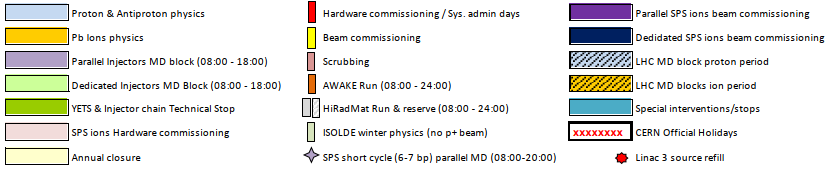 Proton & Antiproton physics
Pb Ions physics
Parallel Injectors MD block (08:00 - 18:00)
Dedicated Injectors MD Block (08:00 - 18:00)
YETS & Injector chain Technical Stop
SPS ions Hardware commissioning
Annual closure
Hardware commissioning / Sys. admin days
Beam commissioning
Scrubbing
AWAKE Run (08:00 - 24:00)
HiRadMat Run & reserve (08:00 - 24:00)
ISOLDE winter physics (no p+ beam)
SPS short cycle (6-7 bp) parallel MD (08:00-20:00)
Parallel SPS ions beam commissioning
Dedidated SPS ions beam commissioning
LHC MD block proton period
LHC MD blocks ion period
Special interventions/stops
xxxxxxxx CERN Official Holidays
Linac 3 source refill